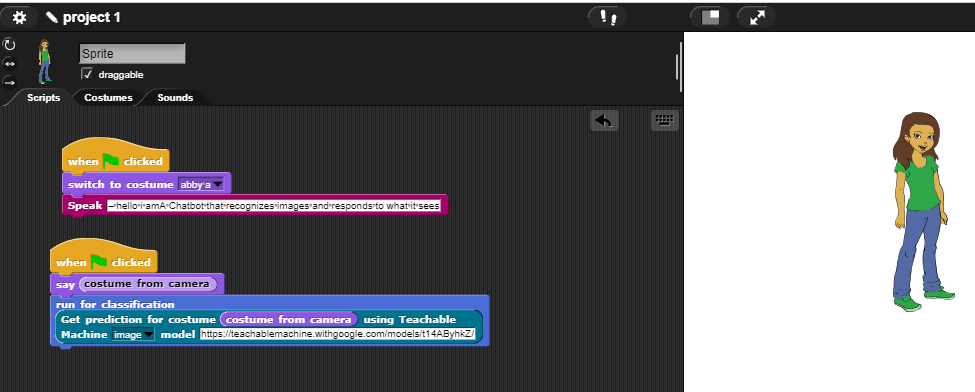 project 1
Sprite
draggable
Scripts Costumes Sounds
when clicked
switch to costume abby a
Speak –hello i amA Chatbot that recognizes images and responds to what it sees
when clicked
say costume from camera
run for classification
Get prediction for costume costume from camera using Teachable
Machine image model https://teachablemachine.withgoogle.com/models/t14AByhkZ/